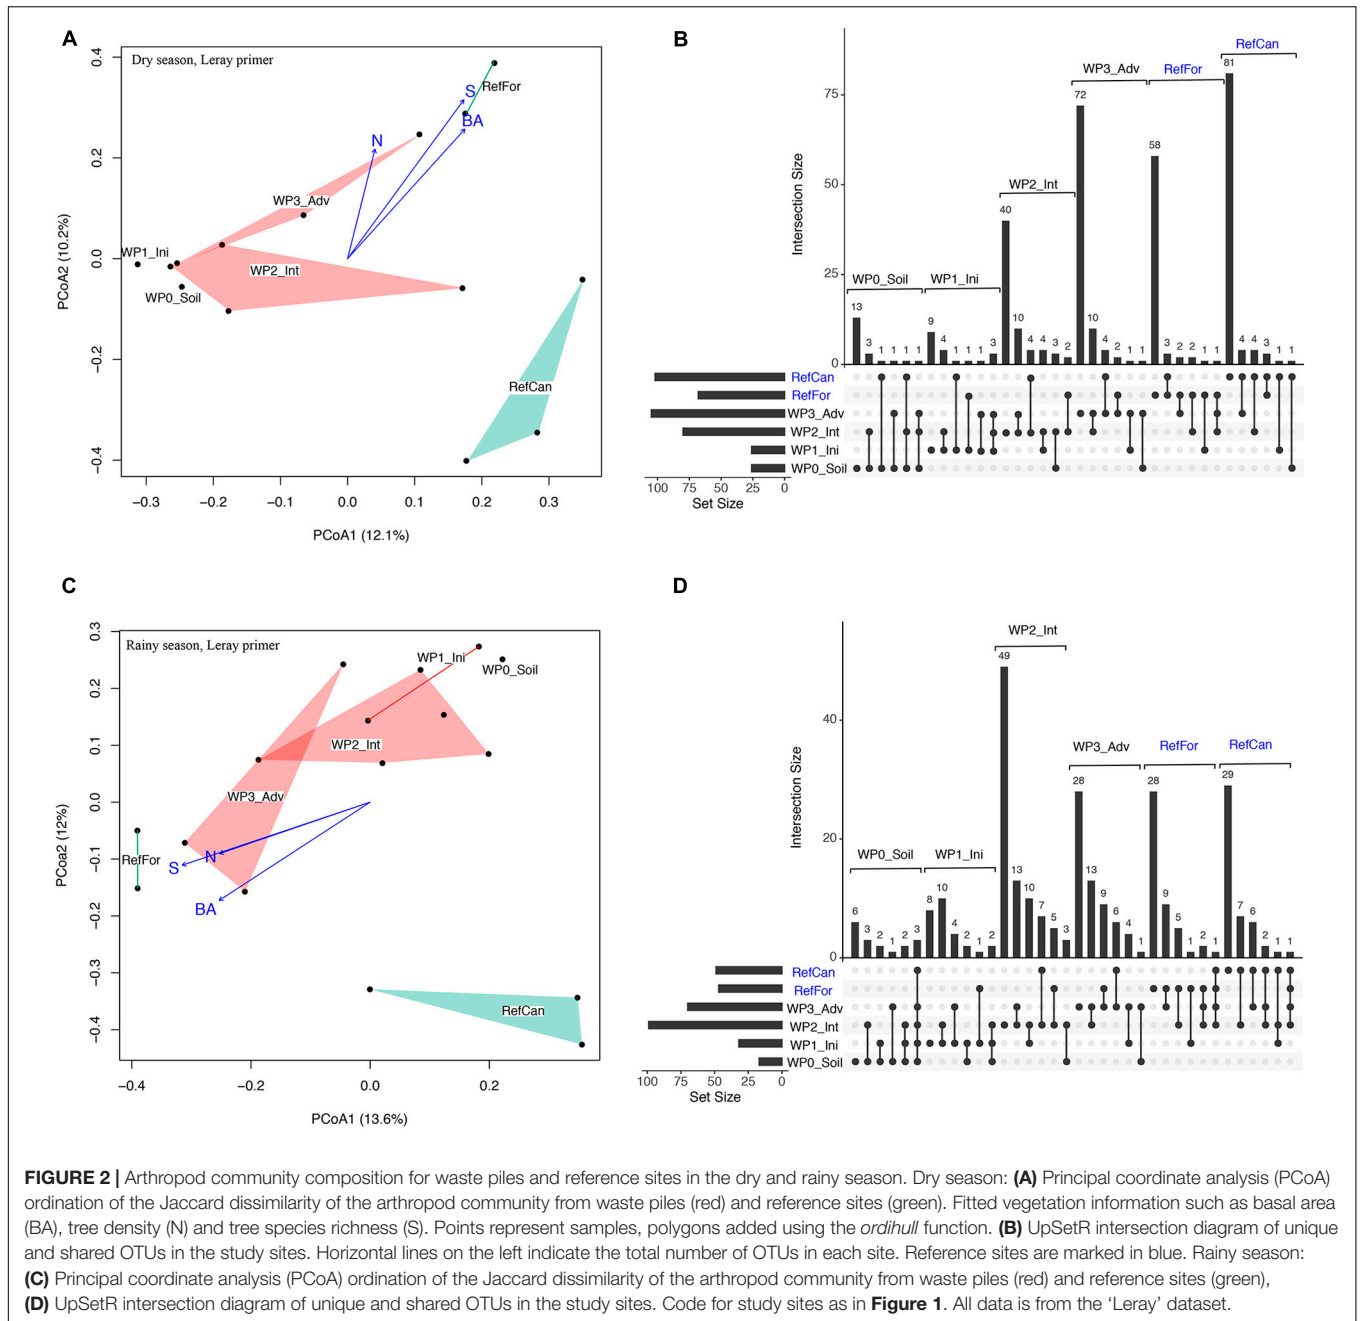 A
Dry season, Leray primer
PCoA2 (10.2%)
0.4
0.2
0.0
−0.2
−0.4
S
RefFor
BA
N
WP3_Adv
WP1_Ini
WP2_Int
WP0_Soil
RefCan
−0.3 −0.2 −0.1 0.0 0.1 0.2 0.3
PCoA1 (12.1%)
B
Intersection Size
75
50
25
0
WP0_Soil
WP1_Ini
WP2_Int
WP3_Adv
RefFor
RefCan
13 3 1 1 1 1 9 4 1 1 1 3 40 10 4 4 3 2 72 10 4 2 1 1 58 3 2 2 1 1 81 4 4 3 1 1
RefCan
RefFor
WP3_Adv
WP2_Int
WP1_Ini
WP0_Soil
100 75 50 25 0
Set Size
C
Rainy season, Leray primer
PCoa2 (12%)
0.3
0.2
0.1
0.0
−0.1
−0.2
−0.3
−0.4
WP1_Ini
WP0_Soil
WP2_Int
WP3_Adv
RefFor
S
N
BA
RefCan
−0.4 −0.2 0.0 0.2
PCoA1 (13.6%)
D
Intersection Size
40
20
0
WP0_Soil
WP1_Ini
WP2_Int
WP3_Adv
RefFor
RefCan
6 3 2 1 2 3 8 10 4 2 1 2 49 13 10 7 5 3 28 13 9 6 4 1 28 9 5 1 2 1 29 7 6 2 1 1
RefCan
RefFor
WP3_Adv
WP2_Int
WP1_Ini
WP0_Soil
100 75 50 25 0
Set Size
FIGURE 2 | Arthropod community composition for waste piles and reference sites in the dry and rainy season. Dry season: (A) Principal coordinate analysis (PCoA)
ordination of the Jaccard dissimilarity of the arthropod community from waste piles (red) and reference sites (green). Fitted vegetation information such as basal area
(BA), tree density (N) and tree species richness (S). Points represent samples, polygons added using the ordihull function. (B) UpSetR intersection diagram of unique
and shared OTUs in the study sites. Horizontal lines on the left indicate the total number of OTUs in each site. Reference sites are marked in blue. Rainy season:
(C) Principal coordinate analysis (PCoA) ordination of the Jaccard dissimilarity of the arthropod community from waste piles (red) and reference sites (green),
(D) UpSetR intersection diagram of unique and shared OTUs in the study sites. Code for study sites as in Figure 1. All data is from the ‘Leray’ dataset.